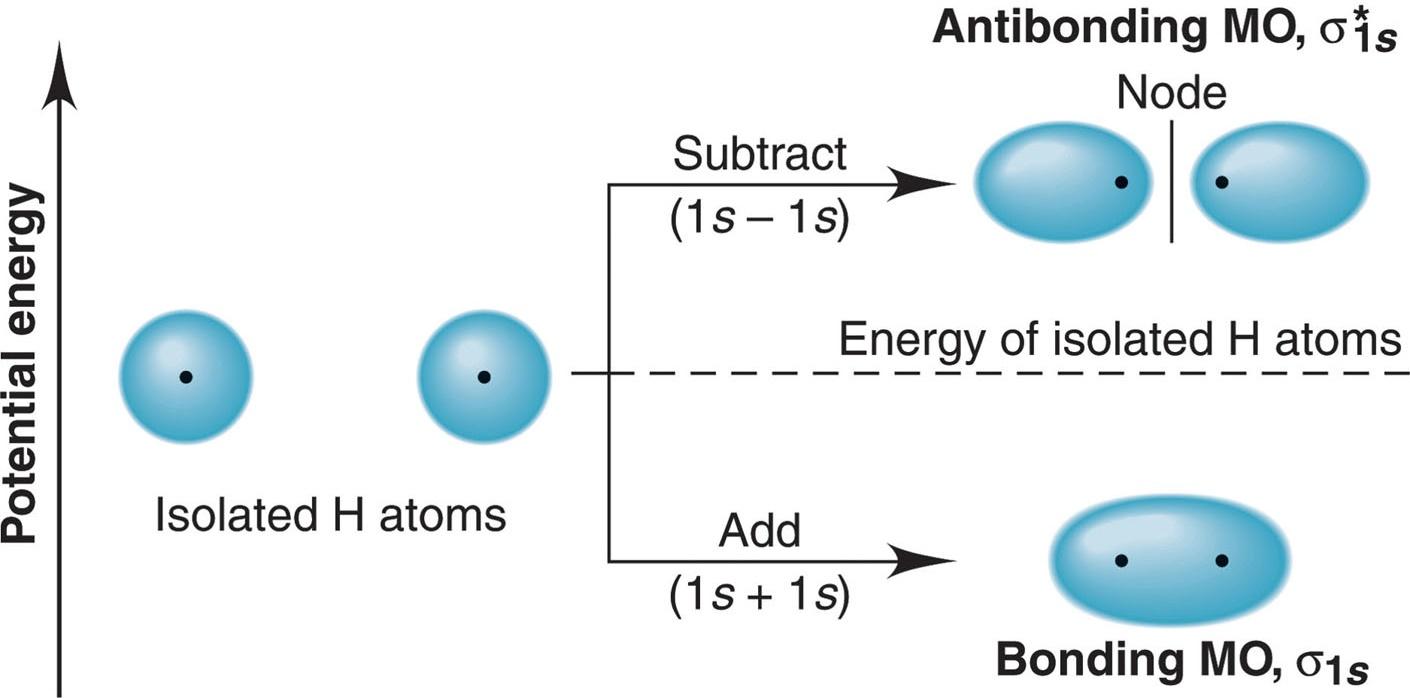 Antibonding MO, σ*1s
Node
Subtract
(1s – 1s)
Potential energy
Energy of isolated H atoms
Isolated H atoms
Add
(1s + 1s)
Bonding MO, σ1s